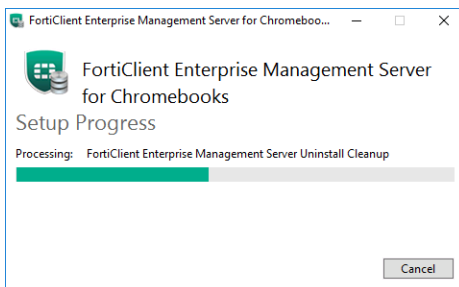 FortiClient Enterprise Management Server for Chromeboo...
FortiClient Enterprise Management Server
for Chromebooks
Setup Progress
Processing: FortiClient Enterprise Management Server Uninstall Cleanup
Cancel